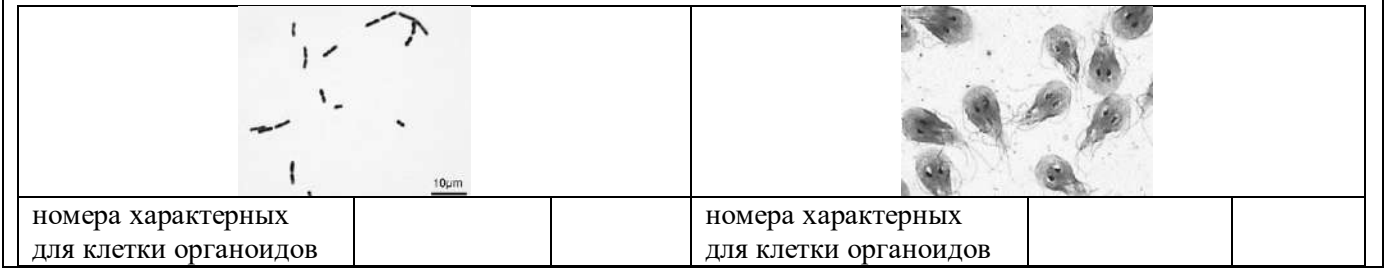 10µm
номера характерных
для клетки органоидов
номера характерных
для клетки органоидов